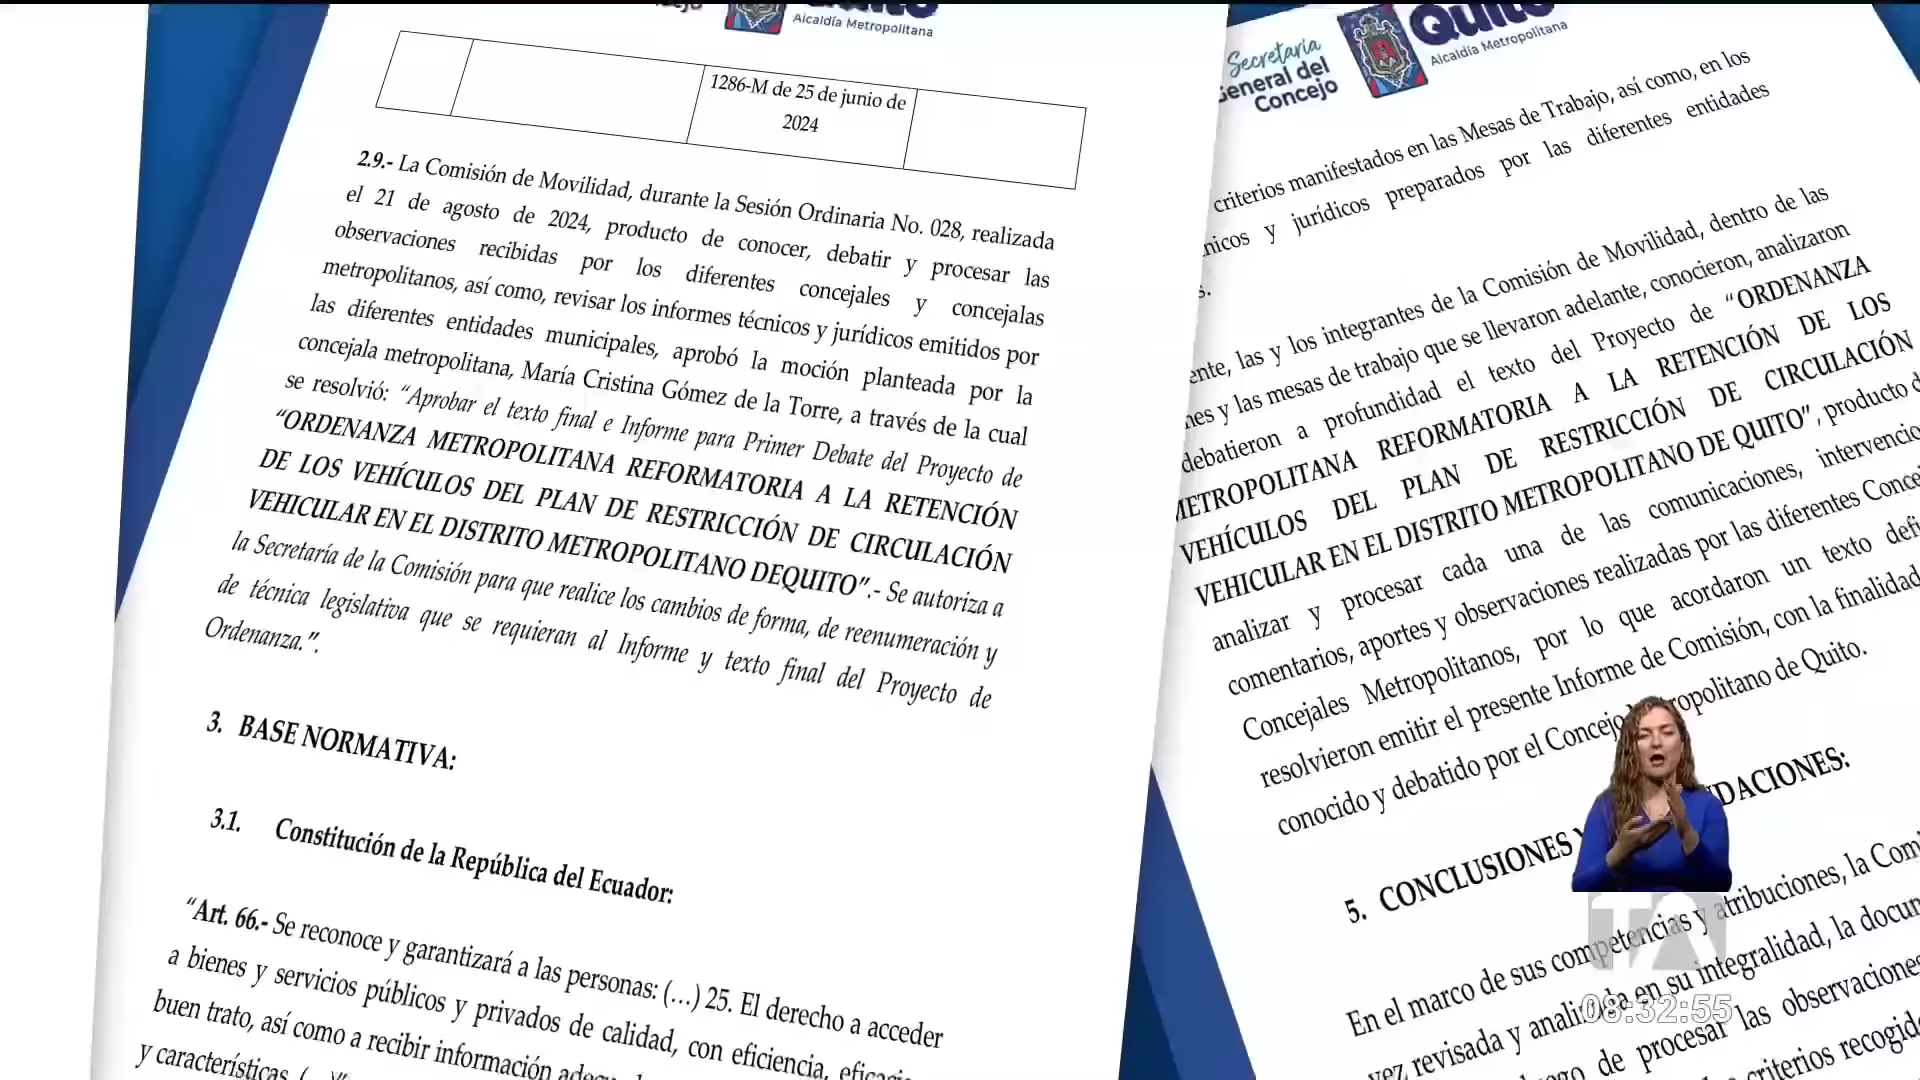 Alcaldía Metropolitana
1286-M de 25 de junio de
2024
2.9.- La Comisión de Movilidad, durante la Sesión Ordinaria No. 028, realizada
el 21 de agosto de 2024, producto de conocer, debatir y procesar las
observaciones recibidas por los diferentes concejales y concejalas
metropolitanos, así como, revisar los informes técnicos y jurídicos emitidos por
las diferentes entidades municipales, aprobó la moción planteada por la
concejala metropolitana, María Cristina Gómez de la Torre, a través de la cual
se resolvió: “Aprobar el texto final e Informe para Primer Debate del Proyecto de
“ORDENANZA METROPOLITANA REFORMATORIA A LA RETENCIÓN
DE LOS VEHÍCULOS DEL PLAN DE RESTRICCIÓN DE CIRCULACIÓN
VEHICULAR EN EL DISTRITO METROPOLITANO DEQUITO”.- Se autoriza a
la Secretaría de la Comisión para que realice los cambios de forma, de reenumeración y
de técnica legislativa que se requieran al Informe y texto final del Proyecto de
Ordenanza.”.
3. BASE NORMATIVA:
3.1. Constitución de la República del Ecuador:
“Art. 66.- Se reconoce y garantizará a las personas: (…) 25. El derecho a acceder
a bienes y servicios públicos y privados de calidad, con eficiencia,
buen trato, así como a recibir información
y características (…)”
Secretaría
General del
Concejo
Quito
Alcaldía Metropolitana
criterios manifestados en las Mesas de Trabajo, así como, en los
y jurídicos preparados por las diferentes entidades
las y los integrantes de la Comisión de Movilidad, dentro de las
y las mesas de trabajo que se llevaron adelante, conocieron, analizaron
debatieron a profundidad el texto del Proyecto de “ORDENANZA
METROPOLITANA REFORMATORIA A LA RETENCIÓN DE LOS
VEHÍCULOS DEL PLAN DE RESTRICCIÓN DE CIRCULACIÓN
VEHICULAR EN EL DISTRITO METROPOLITANO DE QUITO”, producto
analizar y procesar cada una de las comunicaciones,
comentarios, aportes y observaciones realizadas por las diferentes
Concejales Metropolitanos, por lo que acordaron un texto
resolvieron emitir el presente Informe de Comisión, con la finalidad
conocido y debatido por el Concejo Metropolitano de Quito.
5. CONCLUSIONES
En el marco de sus competencias y atribuciones, la
vez revisada y analizada en su integralidad, la
de procesar las observaciones
criterios
TA
08:32:55